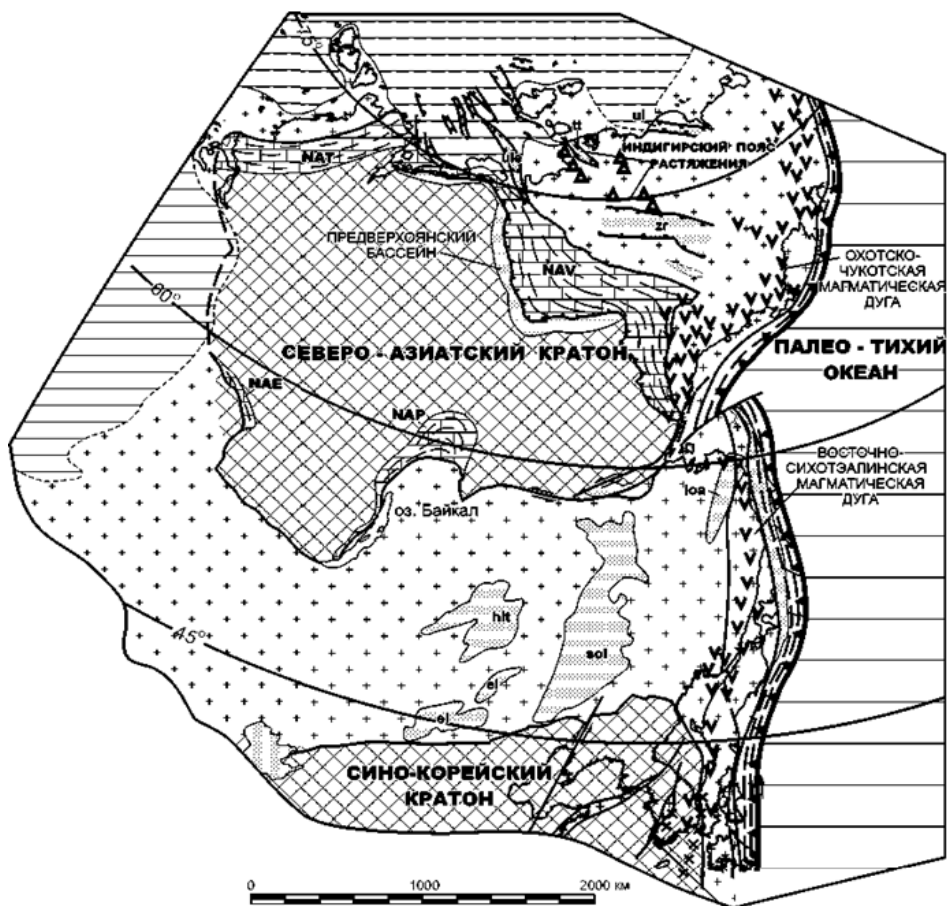 75°
ul
tt
ИНДИГИРСКИЙ ПОЯС
РАСТЯЖЕНИЯ
NAT
uk
zr
ПРЕДВЕРХОЯНСКИЙ
БАССЕЙН
NAV
ОХОТСКО-
ЧУКОТСКАЯ
МАГМАТИЧЕСКАЯ
ДУГА
60°
СЕВЕРО - АЗИАТСКИЙ КРАТОН
ПАЛЕО - ТИХИЙ
ОКЕАН
NAE
NAP
ВОСТОЧНО-
СИХОТЭАЛИНСКАЯ
МАГМАТИЧЕСКАЯ
ДУГА
оз. Байкал
hlt
sol
45°
el
el
СИНО-КОРЕЙСКИЙ
КРАТОН
0 1000 2000 км